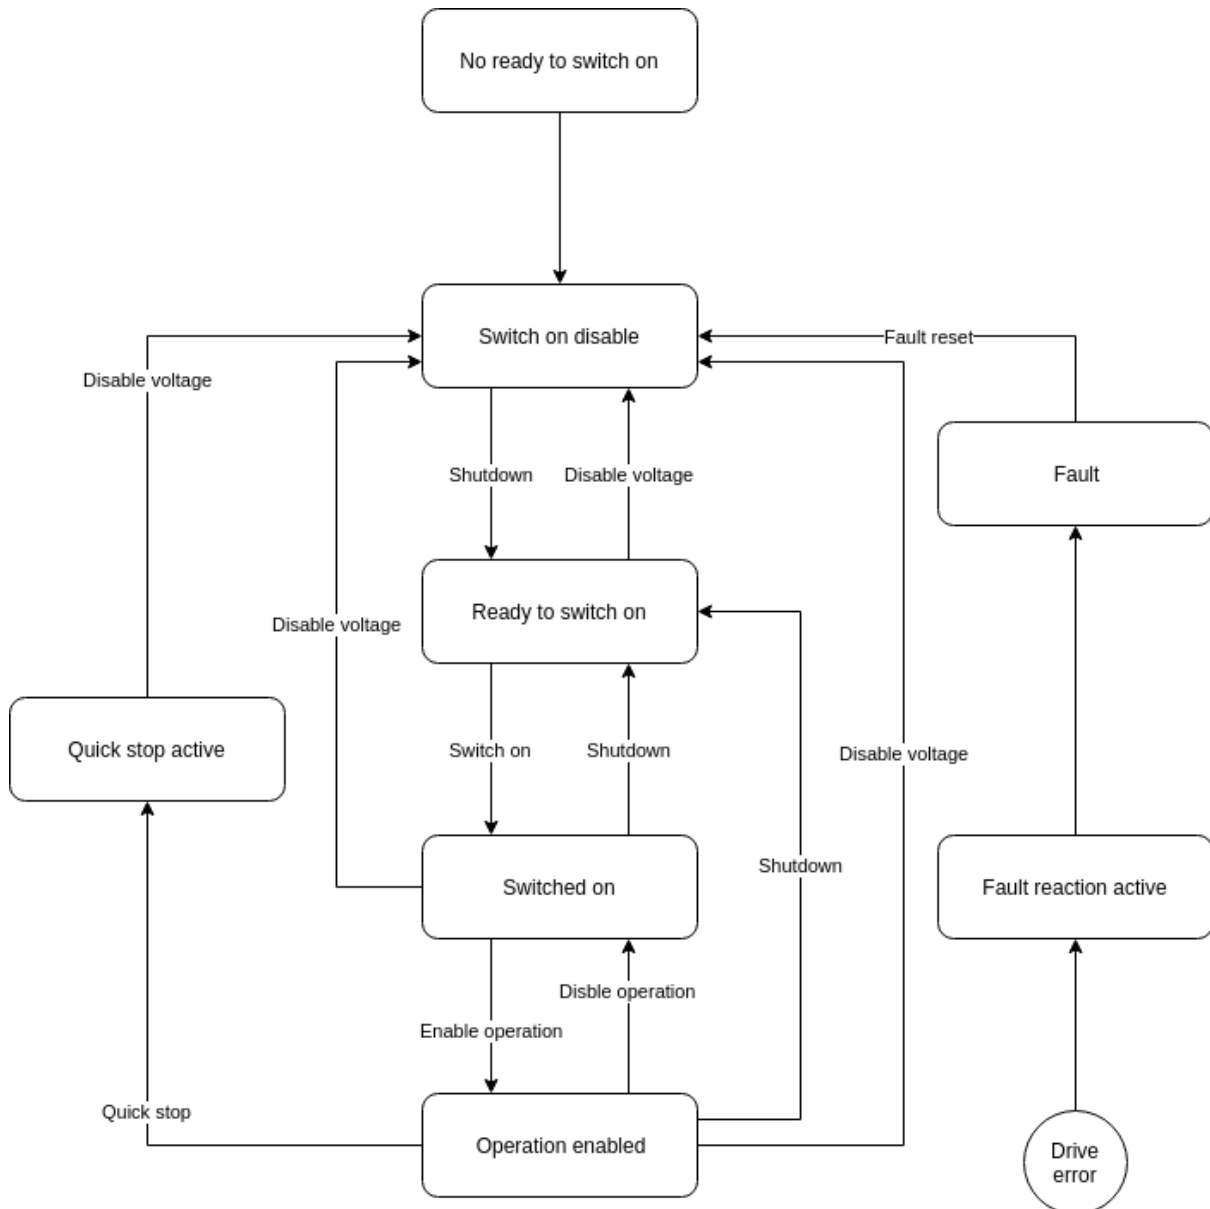 No ready to switch on
Switch on disable
Fault reset
Disable voltage
Shutdown
Disable voltage
Fault
Ready to switch on
Disable voltage
Quick stop active
Switch on
Shutdown
Disable voltage
Shutdown
Switched on
Fault reaction active
Disble operation
Enable operation
Quick stop
Operation enabled
Drive
error